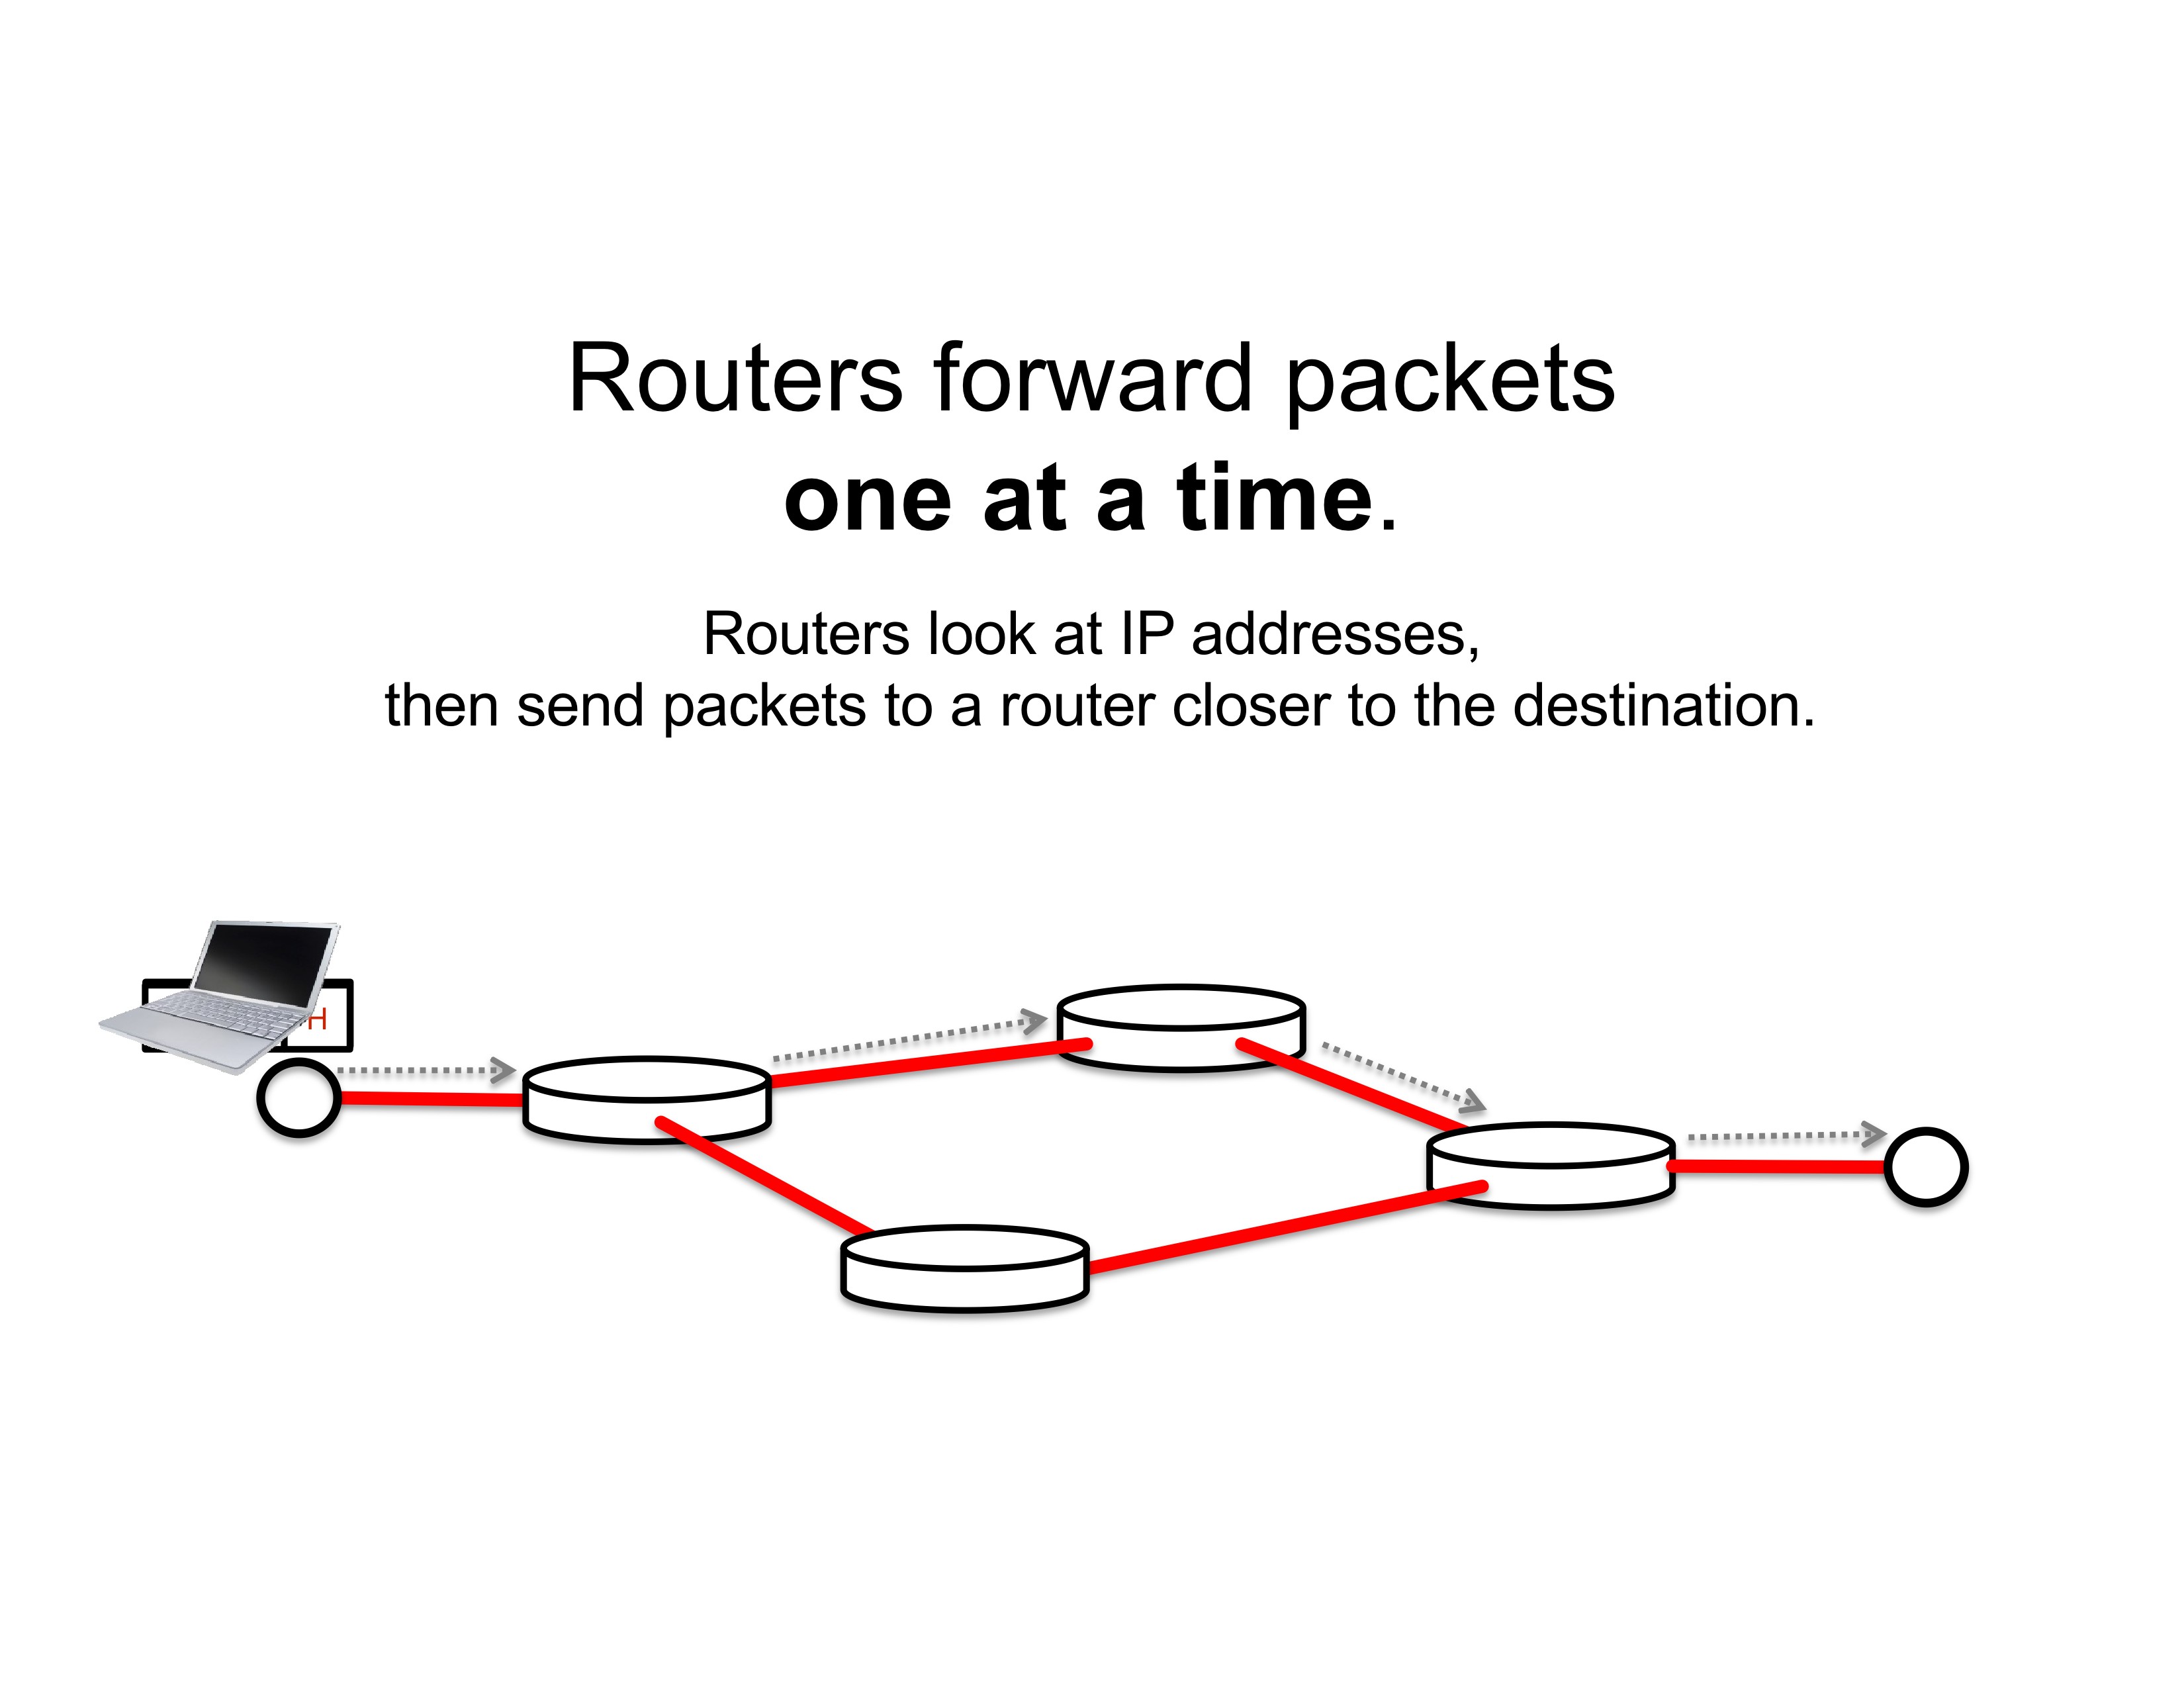 Routers forward packets
one at a time.
Routers look at IP addresses,
then send packets to a router closer to the destination.
H